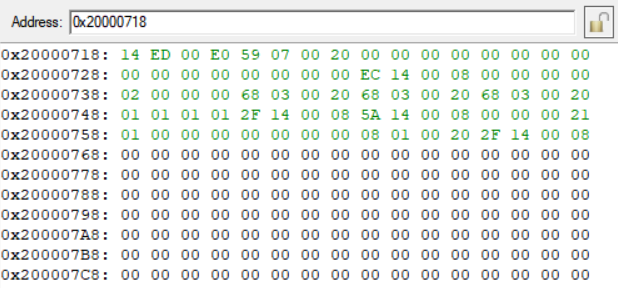 Address: 0x20000718
0x20000718: 14 ED 00 E0 59 07 00 20 00 00 00 00 00 00 00 00
0x20000728: 00 00 00 00 00 00 00 00 EC 14 00 08 00 00 00 00
0x20000738: 02 00 00 00 68 03 00 20 68 03 00 20 68 03 00 20
0x20000748: 01 01 01 01 2F 14 00 08 5A 14 00 08 00 00 00 21
0x20000758: 01 00 00 00 00 00 00 00 08 01 00 20 2F 14 00 08
0x20000768: 00 00 00 00 00 00 00 00 00 00 00 00 00 00 00 00
0x20000778: 00 00 00 00 00 00 00 00 00 00 00 00 00 00 00 00
0x20000788: 00 00 00 00 00 00 00 00 00 00 00 00 00 00 00 00
0x20000798: 00 00 00 00 00 00 00 00 00 00 00 00 00 00 00 00
0x200007A8: 00 00 00 00 00 00 00 00 00 00 00 00 00 00 00 00
0x200007B8: 00 00 00 00 00 00 00 00 00 00 00 00 00 00 00 00
0x200007C8: 00 00 00 00 00 00 00 00 00 00 00 00 00 00 00 00